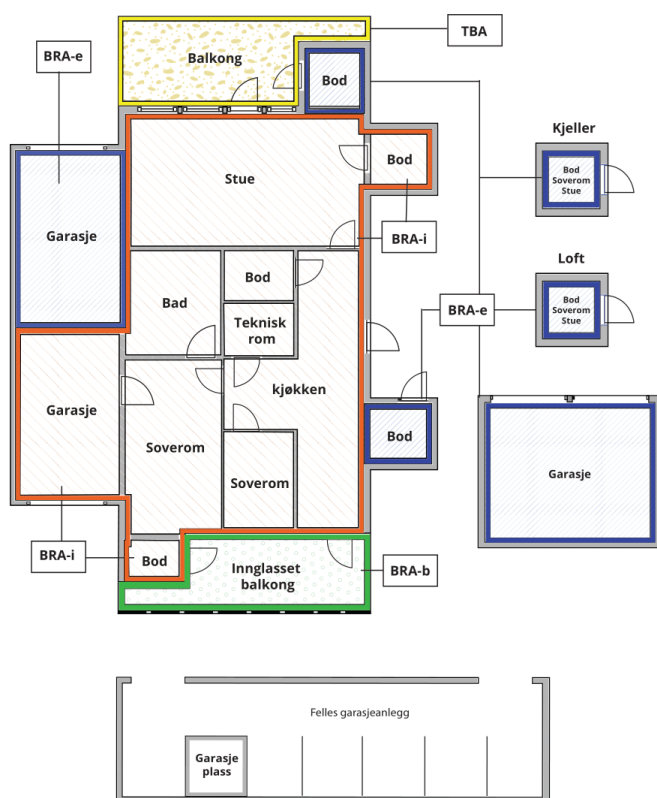 TBA
BRA-e
Balkong
Bod
Kjeller
Stue
Bod
Bod
Soverom
Stue
Garasje
BRA-i
Loft
Bad
Bod
Teknisk
rom
BRA-e
Bod
Soverom
Stue
Garasje
kjøkken
Soverom
Bod
Soverom
Garasje
BRA-i
Bod
Innglasset
balkong
BRA-b
Felles garasjeanlegg
Garasje
plass